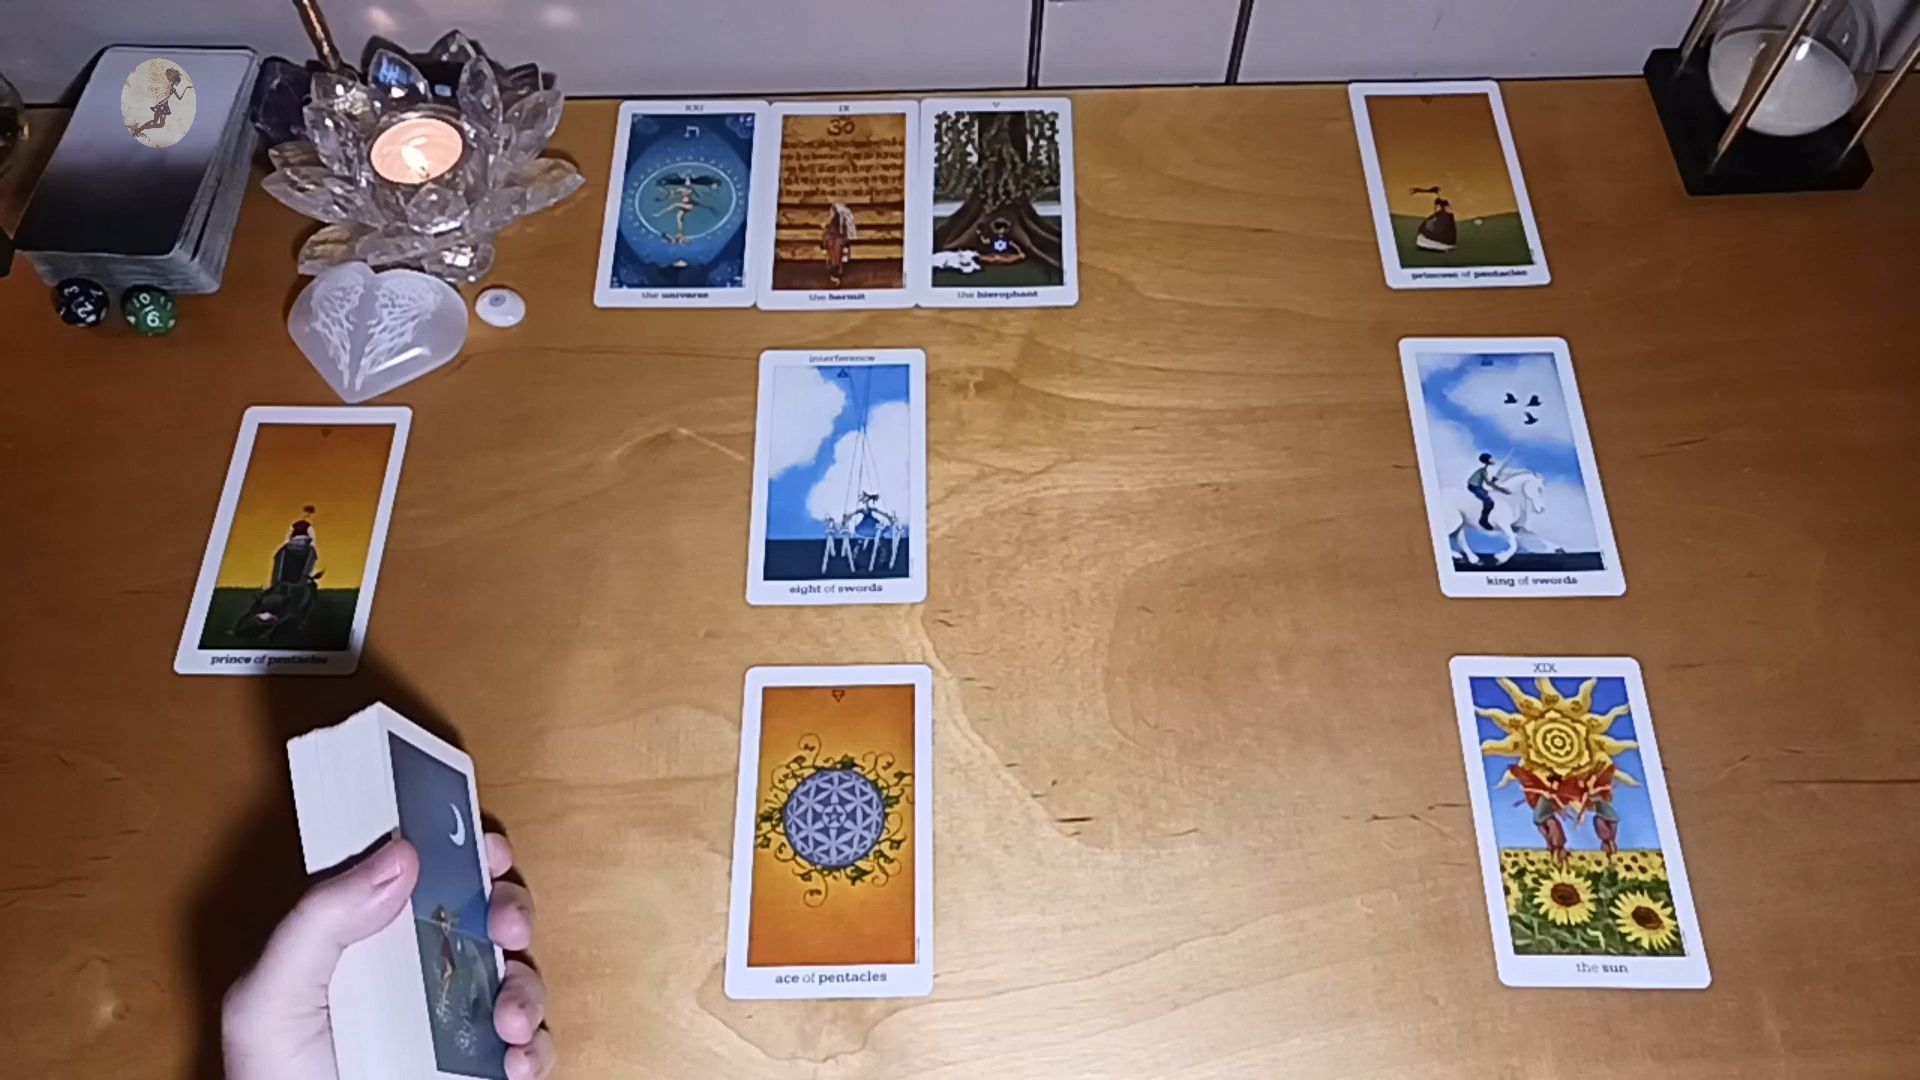 XXI
the universe
IX
the hermit
V
the hierophant
princess of pentacles
interference
eight of swords
king of swords
prince of pentacles
ace of pentacles
XIX
the sun